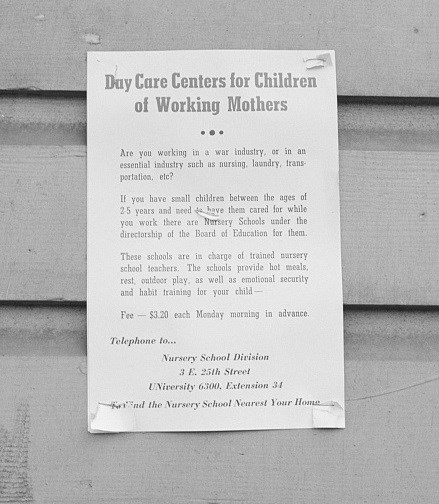 Day Care Centers for Children
of Working Mothers
Are you working in a war industry, or in an
essential industry such as nursing, laundry, trans-
portation, etc?
If you have small children between the ages of
2-5 years and need to have them cared for while
you work there are Nursery Schools under the
directorship of the Board of Education for them.
These schools are in charge of trained nursery
school teachers. The schools provide hot meals,
rest, outdoor play, as well as emotional security
and habit training for your child —
Fee — $3.20 each Monday morning in advance.
Telephone to...
Nursery School Division
3 E. 25th Street
UNiversity 6300, Extension 34
To Find the Nursery School Nearest Your Home